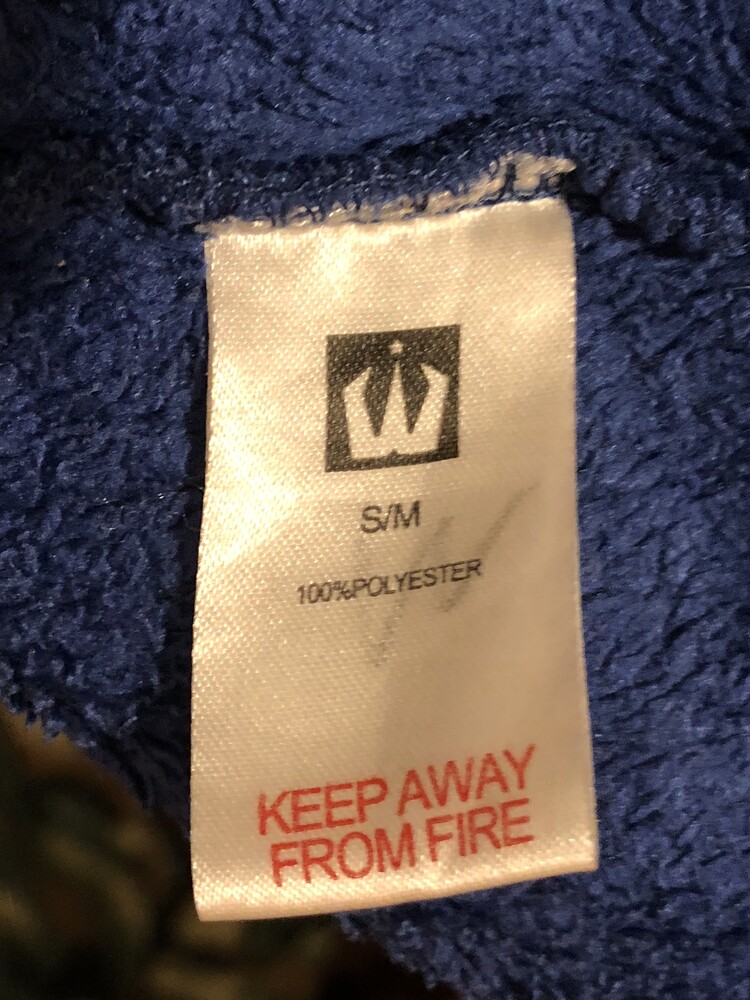 W
S/M
100%POLYESTER
KEEP AWAY
FROM FIRE